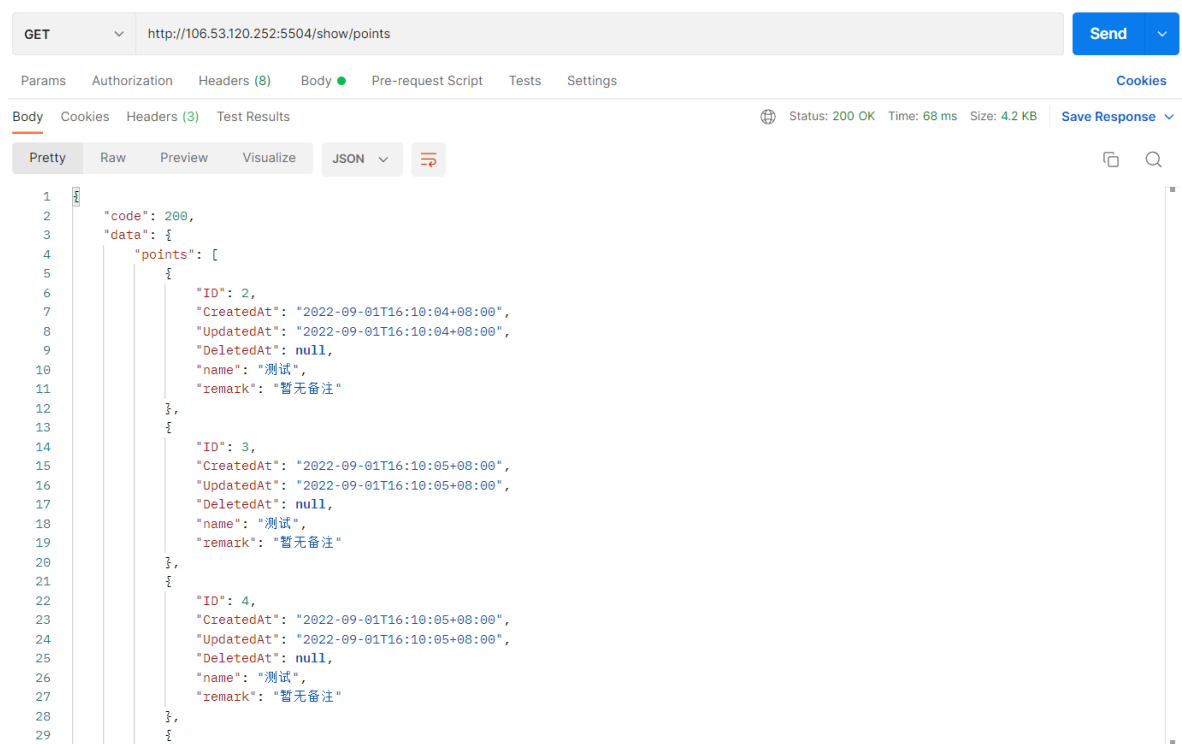 GET http://106.53.120.252:5504/show/points Send
Params Authorization Headers (8) Body Pre-request Script Tests Settings Cookies
Body Cookies Headers (3) Test Results Status: 200 OK Time: 68 ms Size: 4.2 KB Save Response
Pretty Raw Preview Visualize JSON
1 {
2 "code": 200,
3 "data": {
4 "points": [
5 {
6 "ID": 2,
7 "CreatedAt": "2022-09-01T16:10:04+08:00",
8 "UpdatedAt": "2022-09-01T16:10:04+08:00",
9 "DeletedAt": null,
10 "name": "测试",
11 "remark": "暂无备注"
12 },
13 {
14 "ID": 3,
15 "CreatedAt": "2022-09-01T16:10:05+08:00",
16 "UpdatedAt": "2022-09-01T16:10:05+08:00",
17 "DeletedAt": null,
18 "name": "测试",
19 "remark": "暂无备注"
20 },
21 {
22 "ID": 4,
23 "CreatedAt": "2022-09-01T16:10:05+08:00",
24 "UpdatedAt": "2022-09-01T16:10:05+08:00",
25 "DeletedAt": null,
26 "name": "测试",
27 "remark": "暂无备注"
28 },
29 {